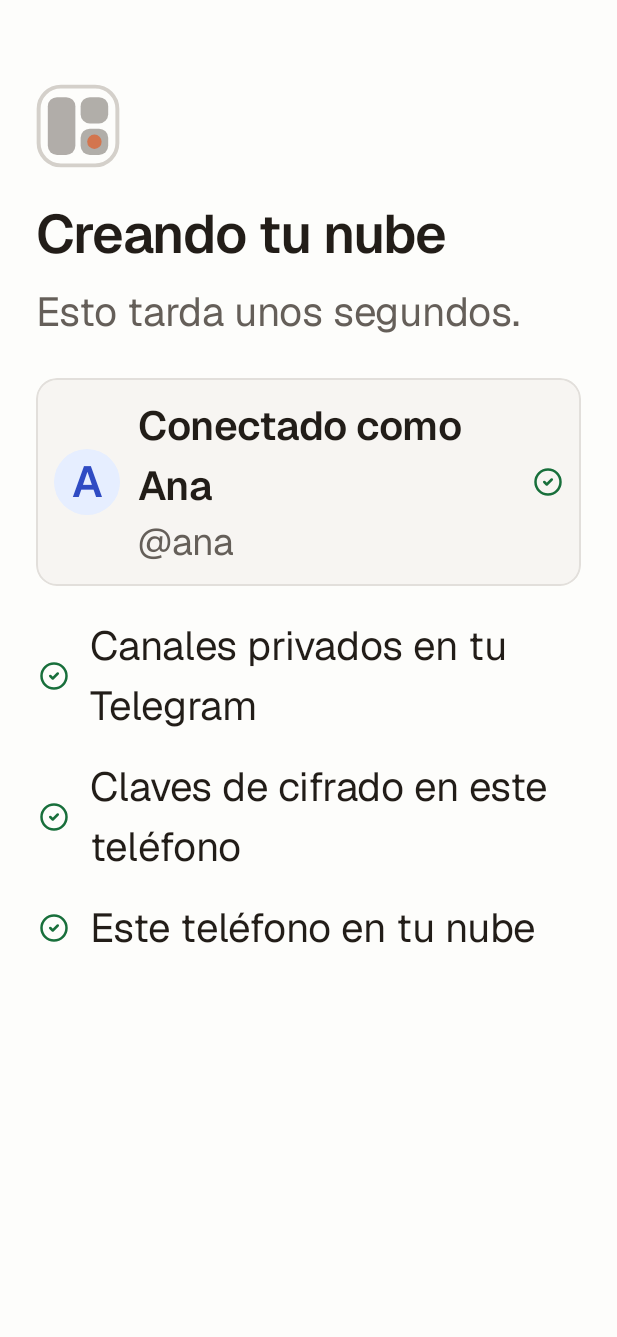 Creando tu nube
Esto tarda unos segundos.
Conectado como
Ana
A
@ana
Canales privados en tu
Telegram
Claves de cifrado en este
teléfono
Este teléfono en tu nube